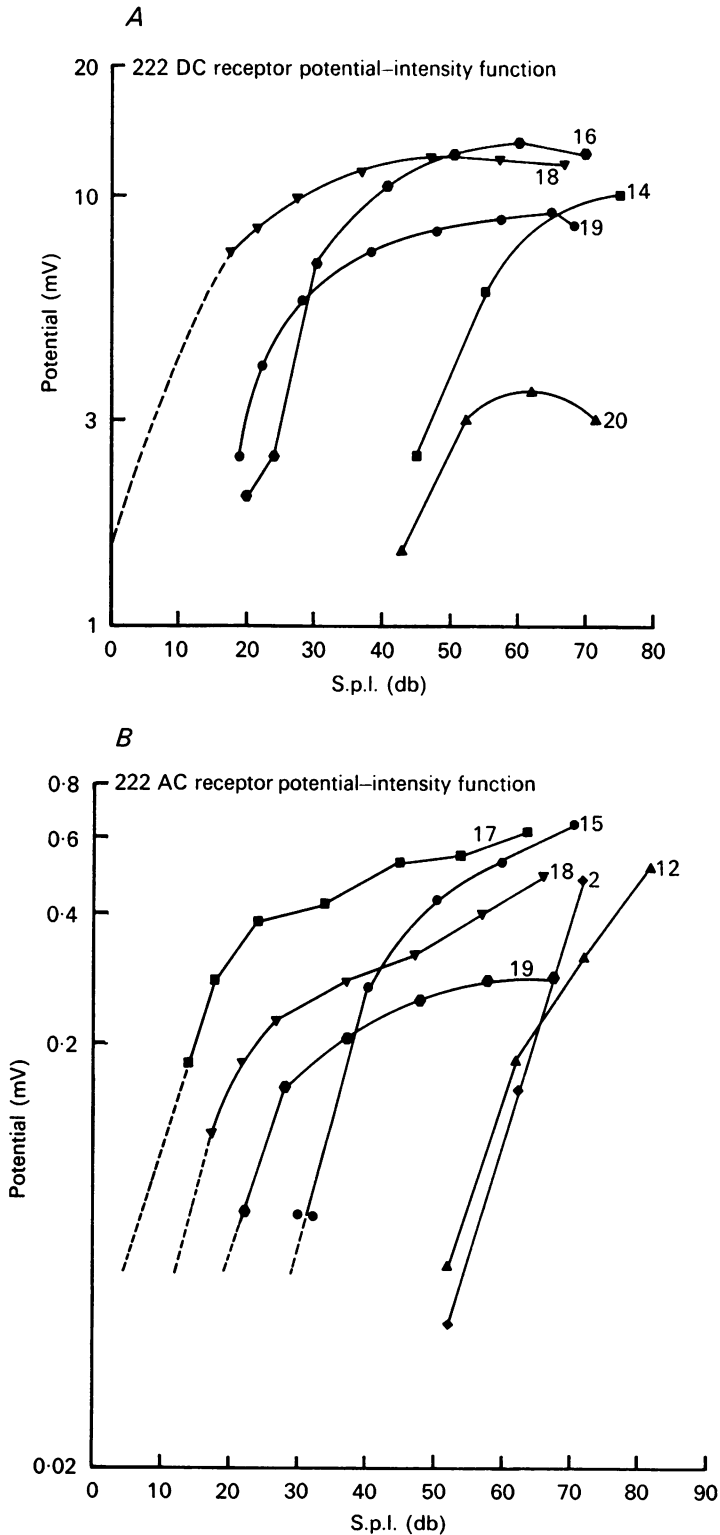 A
222 DC receptor potential–intensity function
20
10
3
1
Potential (mV)
16
18
14
19
20
0 10 20 30 40 50 60 70 80
S.p.l. (db)
B
222 AC receptor potential–intensity function
0·8
0·6
0·4
0·2
0·02
Potential (mV)
17
15
18
2
12
19
0 10 20 30 40 50 60 70 80 90
S.p.l. (db)